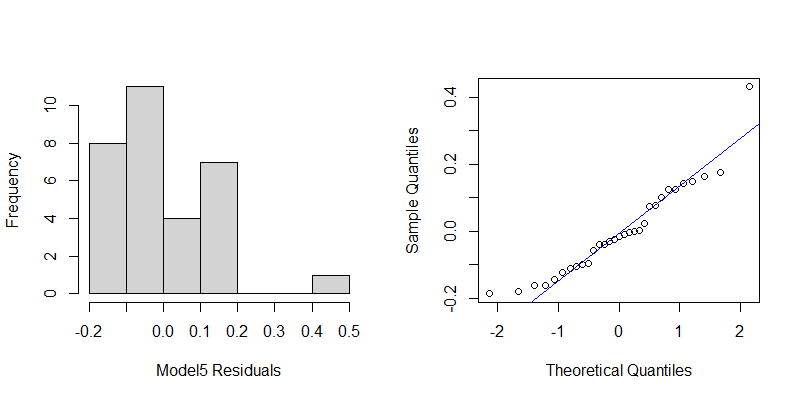 Frequency
0 2 4 6 8 10
-0.2 0.0 0.1 0.2 0.3 0.4 0.5
Model5 Residuals
Sample Quantiles
-0.2 0.0 0.2 0.4
-2 -1 0 1 2
Theoretical Quantiles